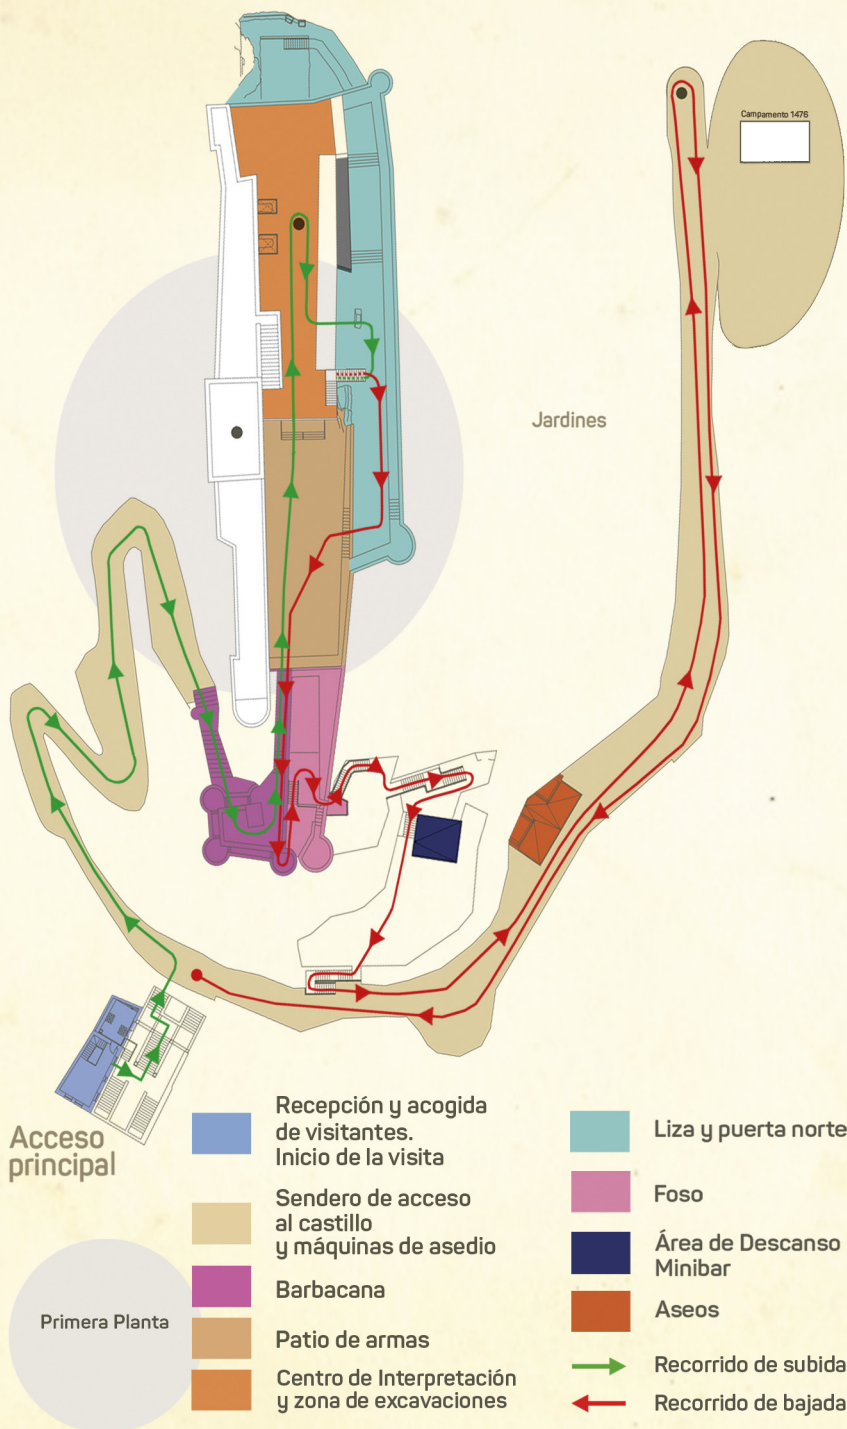 Campamento 1476
Jardines
Acceso
principal
Primera Planta
Recepción y acogida
de visitantes.
Inicio de la visita
Sendero de acceso
al castillo
y máquinas de asedio
Barbacana
Patio de armas
Centro de Interpretación
y zona de excavaciones
Liza y puerta norte
Foso
Área de Descanso
Minibar
Aseos
Recorrido de subida
Recorrido de bajada